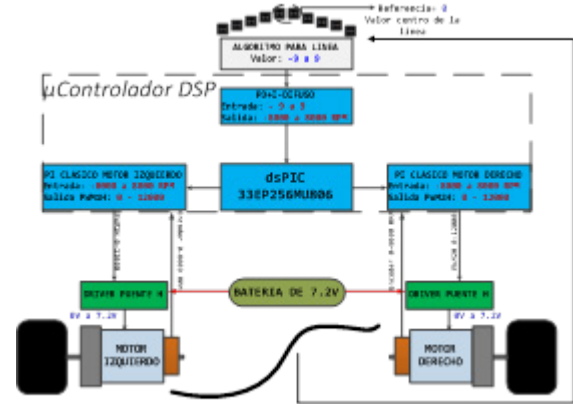 Referencia: 0
Valor centro de la
linea
ALGORITMO PARA LINEA
Valor: -9 a 9
µControlador DSP
PD+I-DIFUSO
Entrada: - 9 a 9
Salida: -8000 a 8000 RPM
PI CLASICO MOTOR IZQUIERDO
Entrada: -8000 a 8000 RPM
Salida PWM1H: 0 - 12000
dsPIC
33EP256MU806
PI CLASICO MOTOR DERECHO
Entrada: -8000 a 8000 RPM
Salida PWM2H 0 - 12000
DRIVER PUENTE H
BATERIA DE 7.2V
DRIVER PUENTE H
0V a 7.2V
0V a 7.2V
MOTOR
IZQUIERDO
MOTOR
DERECHO